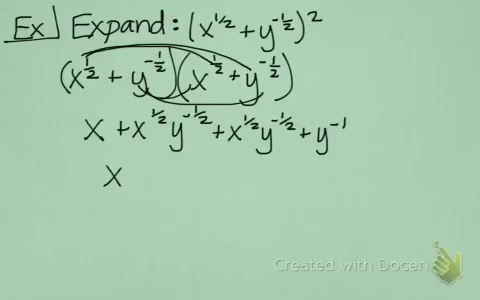 Ex Expand: (x^1/2 + y^-1/2)^2
(x^1/2 + y^-1/2)(x^1/2 + y^-1/2)
x + x^1/2 y^-1/2 + x^1/2 y^-1/2 + y^-1
x
Created with Doceri